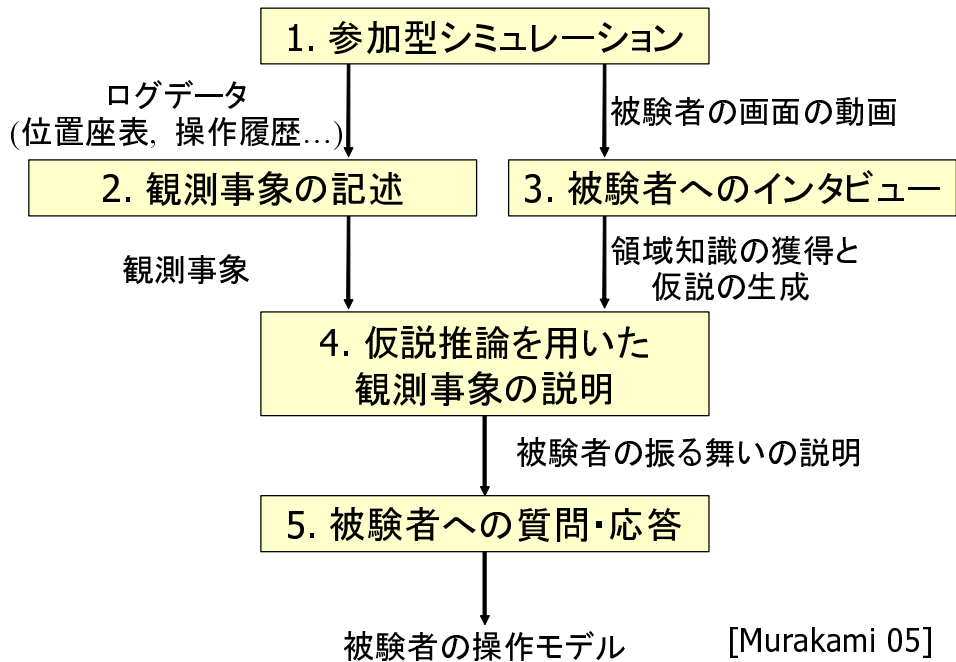 1. 参加型シミュレーション
ログデータ
(位置座表, 操作履歴…)
被験者の画面の動画
2. 観測事象の記述
3. 被験者へのインタビュー
観測事象
領域知識の獲得と
仮説の生成
4. 仮説推論を用いた
観測事象の説明
被験者の振る舞いの説明
5. 被験者への質問・応答
被験者の操作モデル
[Murakami 05]